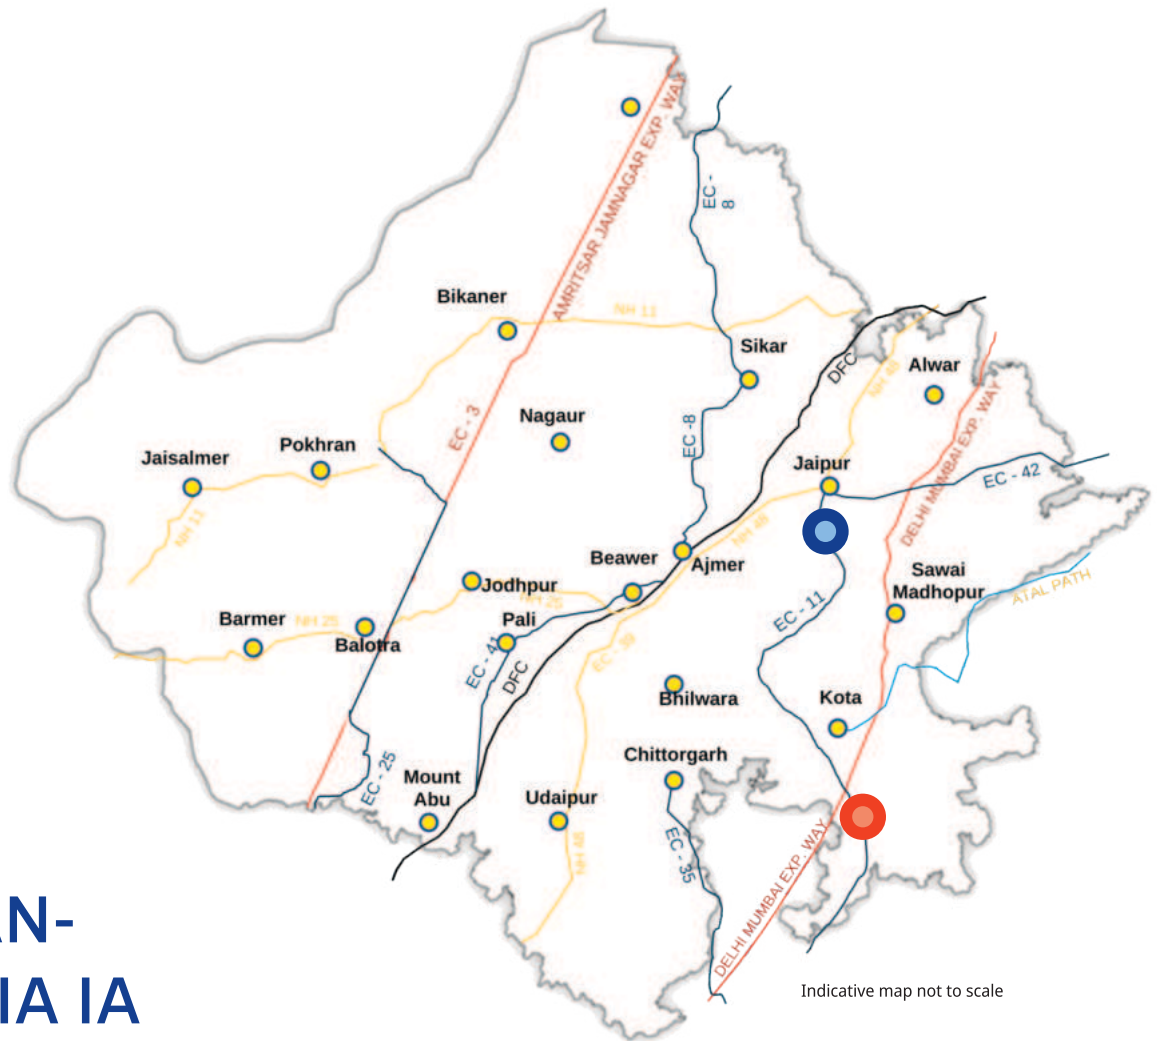 AMRITSAR JAMNAGAR EXP. WAY
EC -
8
Bikaner
NH 11
Sikar
DFC
NH 48
Alwar
EC - 3
Nagaur
EC -8
DELHI MUMBAI EXP. WAY
Jaisalmer
Pokhran
Jaipur
EC - 42
NH 11
NH 48
Beawer
Ajmer
Sawai
Madhopur
ATAL PATH
Jodhpur
NH 25
EC - 11
Barmer
NH 25
Balotra
Pali
EC - 41
DFC
EC - 39
Bhilwara
Kota
Chittorgarh
EC - 25
Mount
Abu
Udaipur
NH 48
EC - 35
DELHI MUMBAI EXP. WAY
AN-
IA IA
Indicative map not to scale